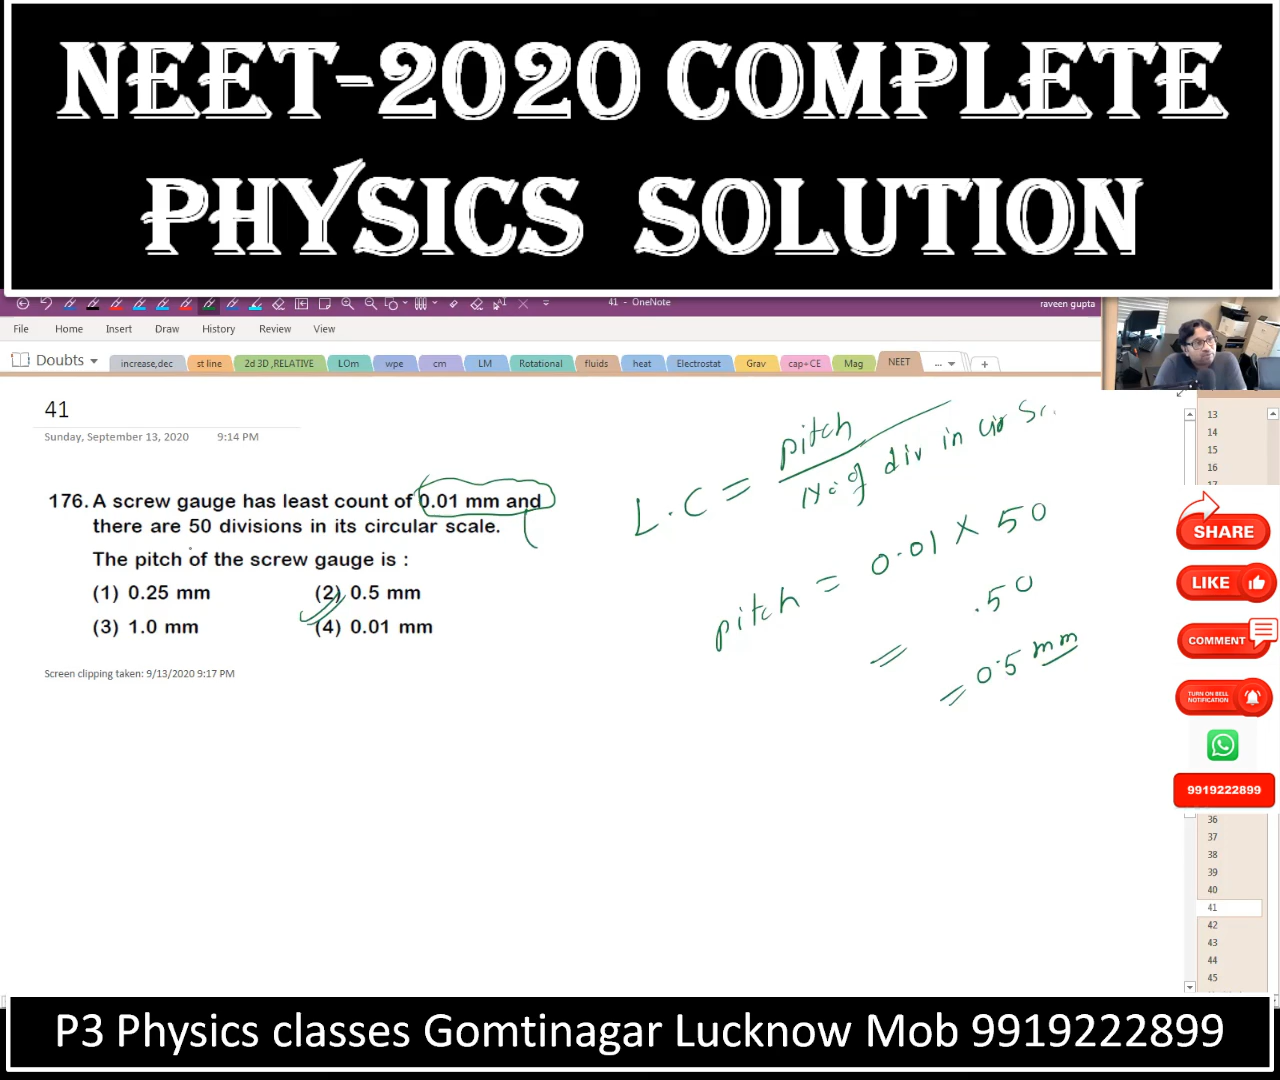 NEET-2020 COMPLETE
PHYSICS SOLUTION
41 - OneNote
raveen gupta
File Home Insert Draw History Review View
Doubts
increase,dec st line 2d 3D ,RELATIVE LOm wpe cm LM Rotational fluids heat Electrostat Grav cap+CE Mag NEET ... +
41
Sunday, September 13, 2020 9:14 PM
176. A screw gauge has least count of 0.01 mm and
there are 50 divisions in its circular scale.
The pitch of the screw gauge is :
(1) 0.25 mm (2) 0.5 mm
(3) 1.0 mm (4) 0.01 mm
Screen clipping taken: 9/13/2020 9:17 PM
L.C = pitch
No of div in cir Sc
pitch = 0.01 × 50
= .50
= 0.5 mm
13
14
15
16
17
SHARE
LIKE
COMMENT
TURN ON BELL
NOTIFICATION
9919222899
36
37
38
39
40
41
42
43
44
45
P3 Physics classes Gomtinagar Lucknow Mob 9919222899